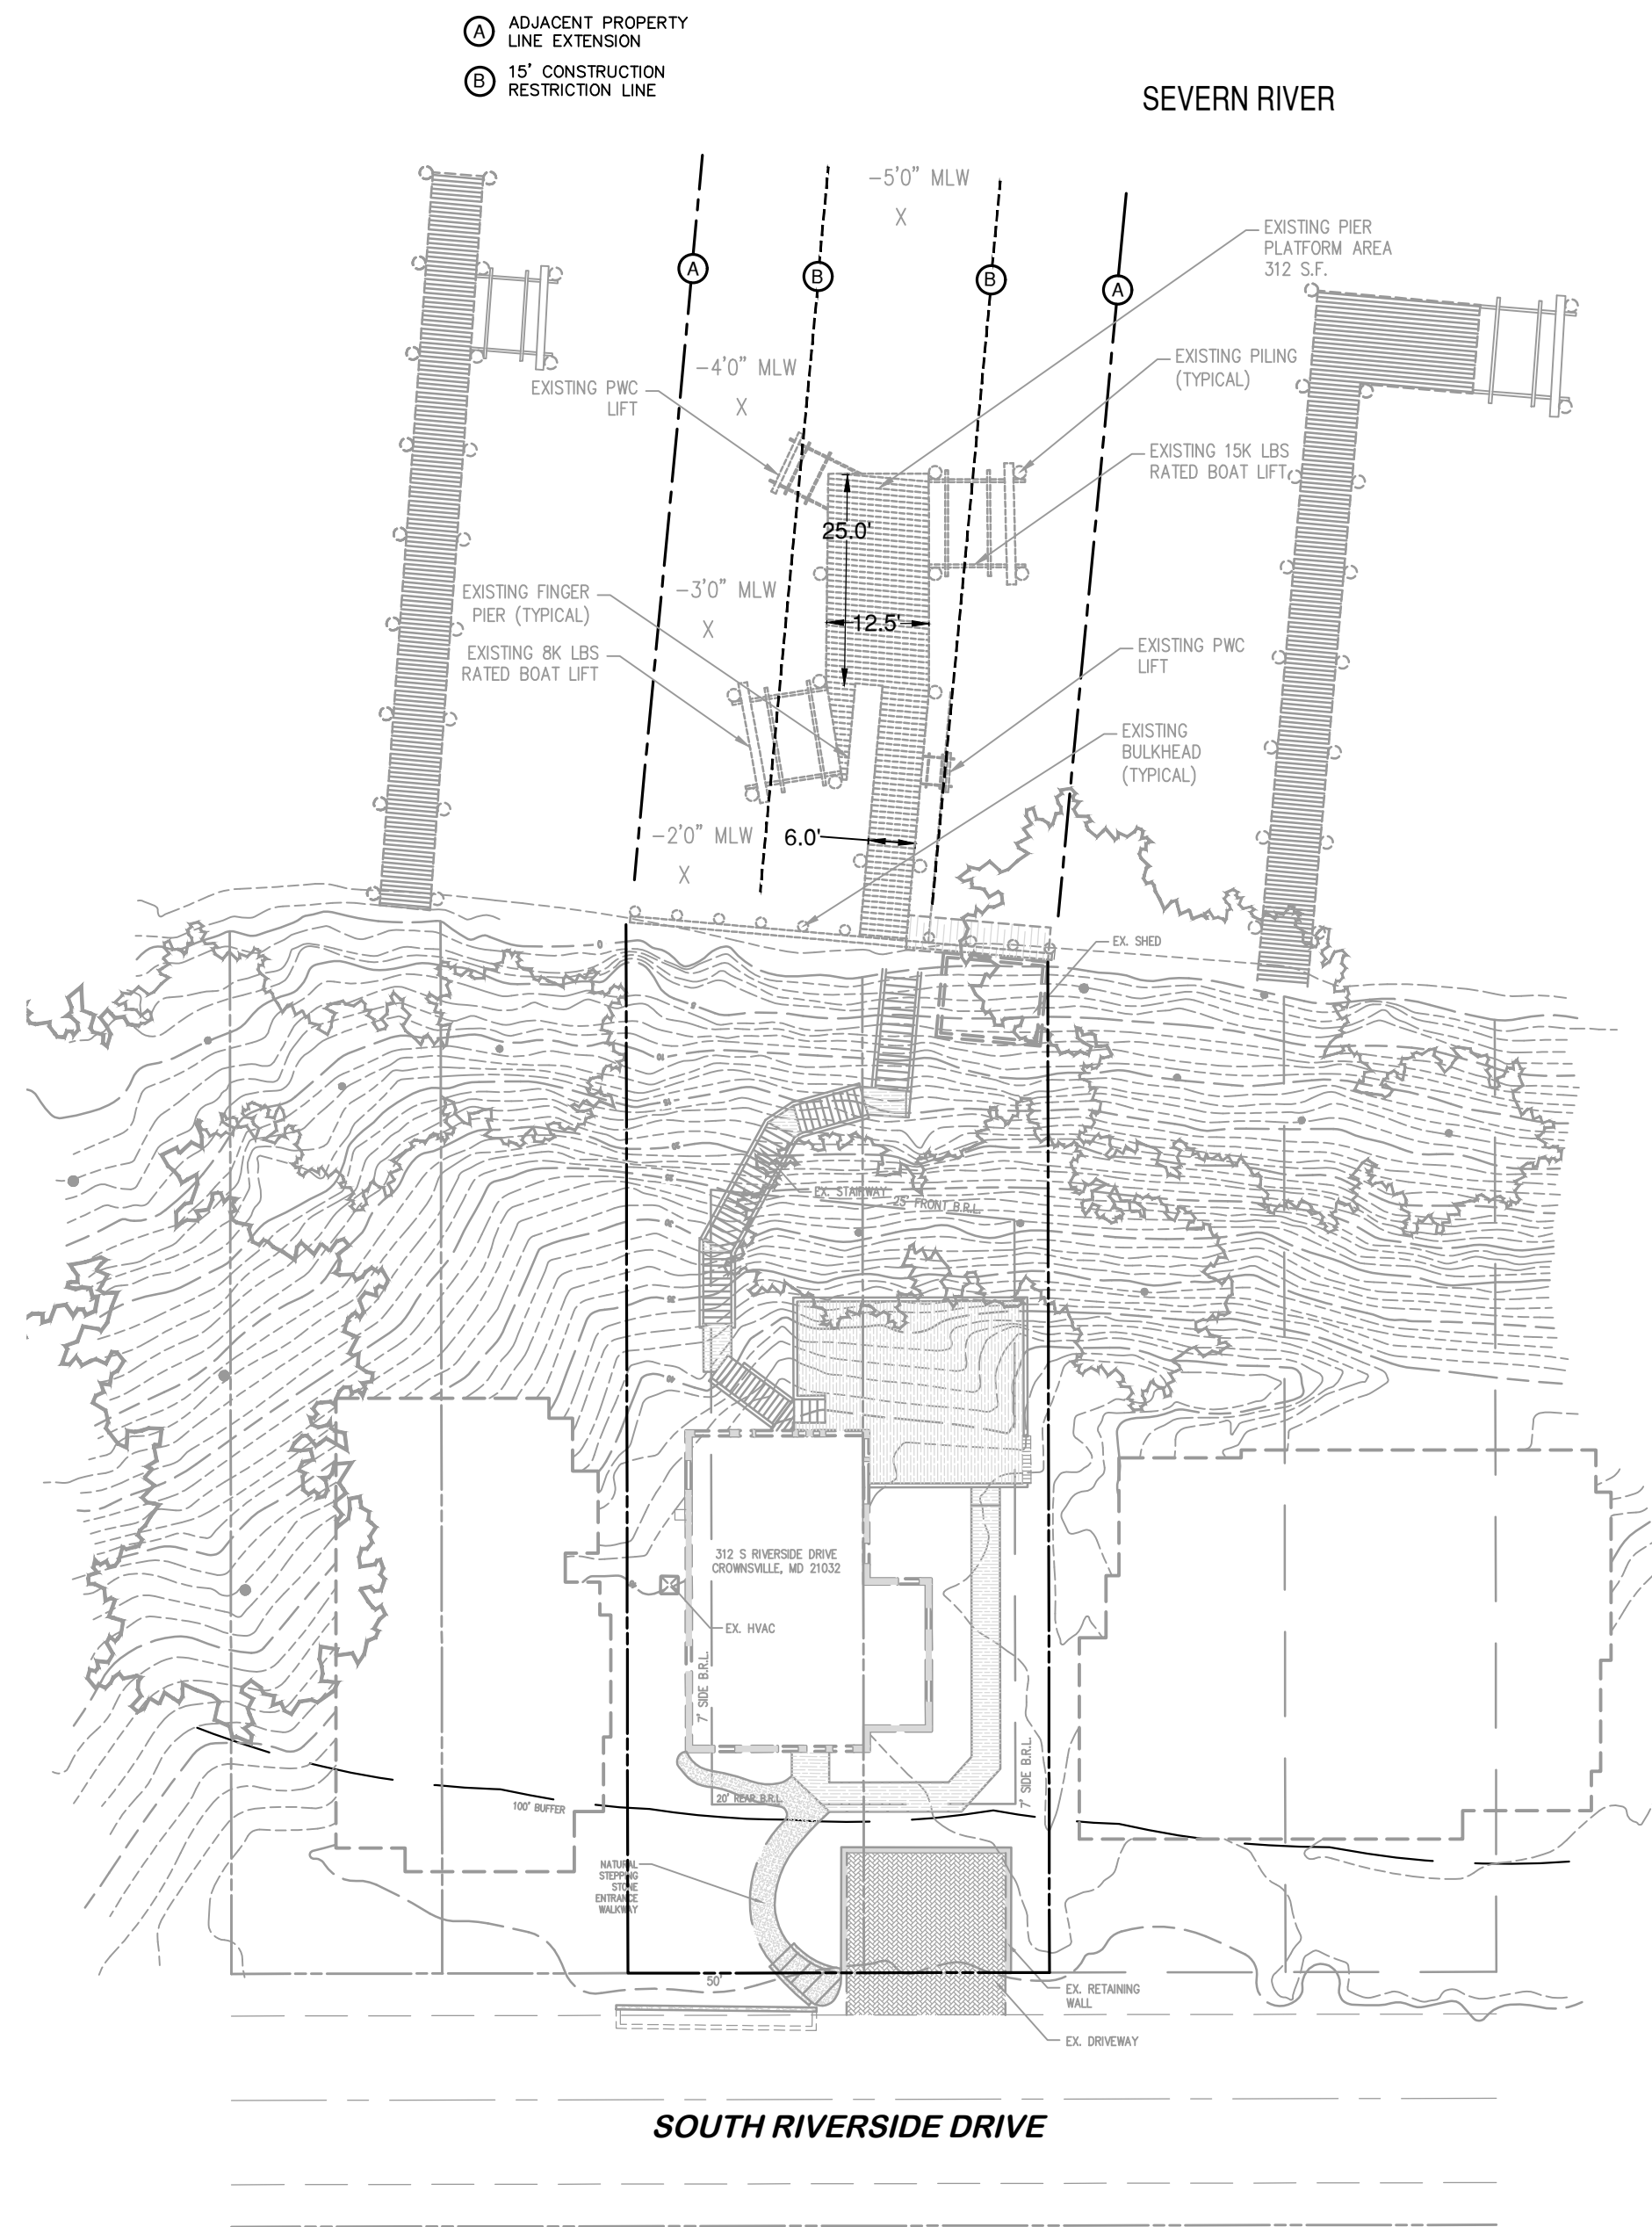 A ADJACENT PROPERTY
LINE EXTENSION
B 15' CONSTRUCTION
RESTRICTION LINE
SEVERN RIVER
-5'0" MLW
X
EXISTING PIER
PLATFORM AREA
312 S.F.
A
B
B
A
-4'0" MLW
X
EXISTING PWC
LIFT
EXISTING PILING
(TYPICAL)
EXISTING 15K LBS
RATED BOAT LIFT
25.0'
-3'0" MLW
X
EXISTING FINGER
PIER (TYPICAL)
12.5'
EXISTING 8K LBS
RATED BOAT LIFT
EXISTING PWC
LIFT
EXISTING
BULKHEAD
(TYPICAL)
-2'0" MLW
X
6.0'
EX. SHED
0
EX. STAIRWAY
25' FRONT B.R.L.
312 S RIVERSIDE DRIVE
CROWNSVILLE, MD 21032
EX. HVAC
7' SIDE B.R.L.
7' SIDE B.R.L.
20' REAR B.R.L.
100' BUFFER
NATURAL
STEPPING
STONE
ENTRANCE
WALKWAY
50'
EX. RETAINING
WALL
EX. DRIVEWAY
SOUTH RIVERSIDE DRIVE